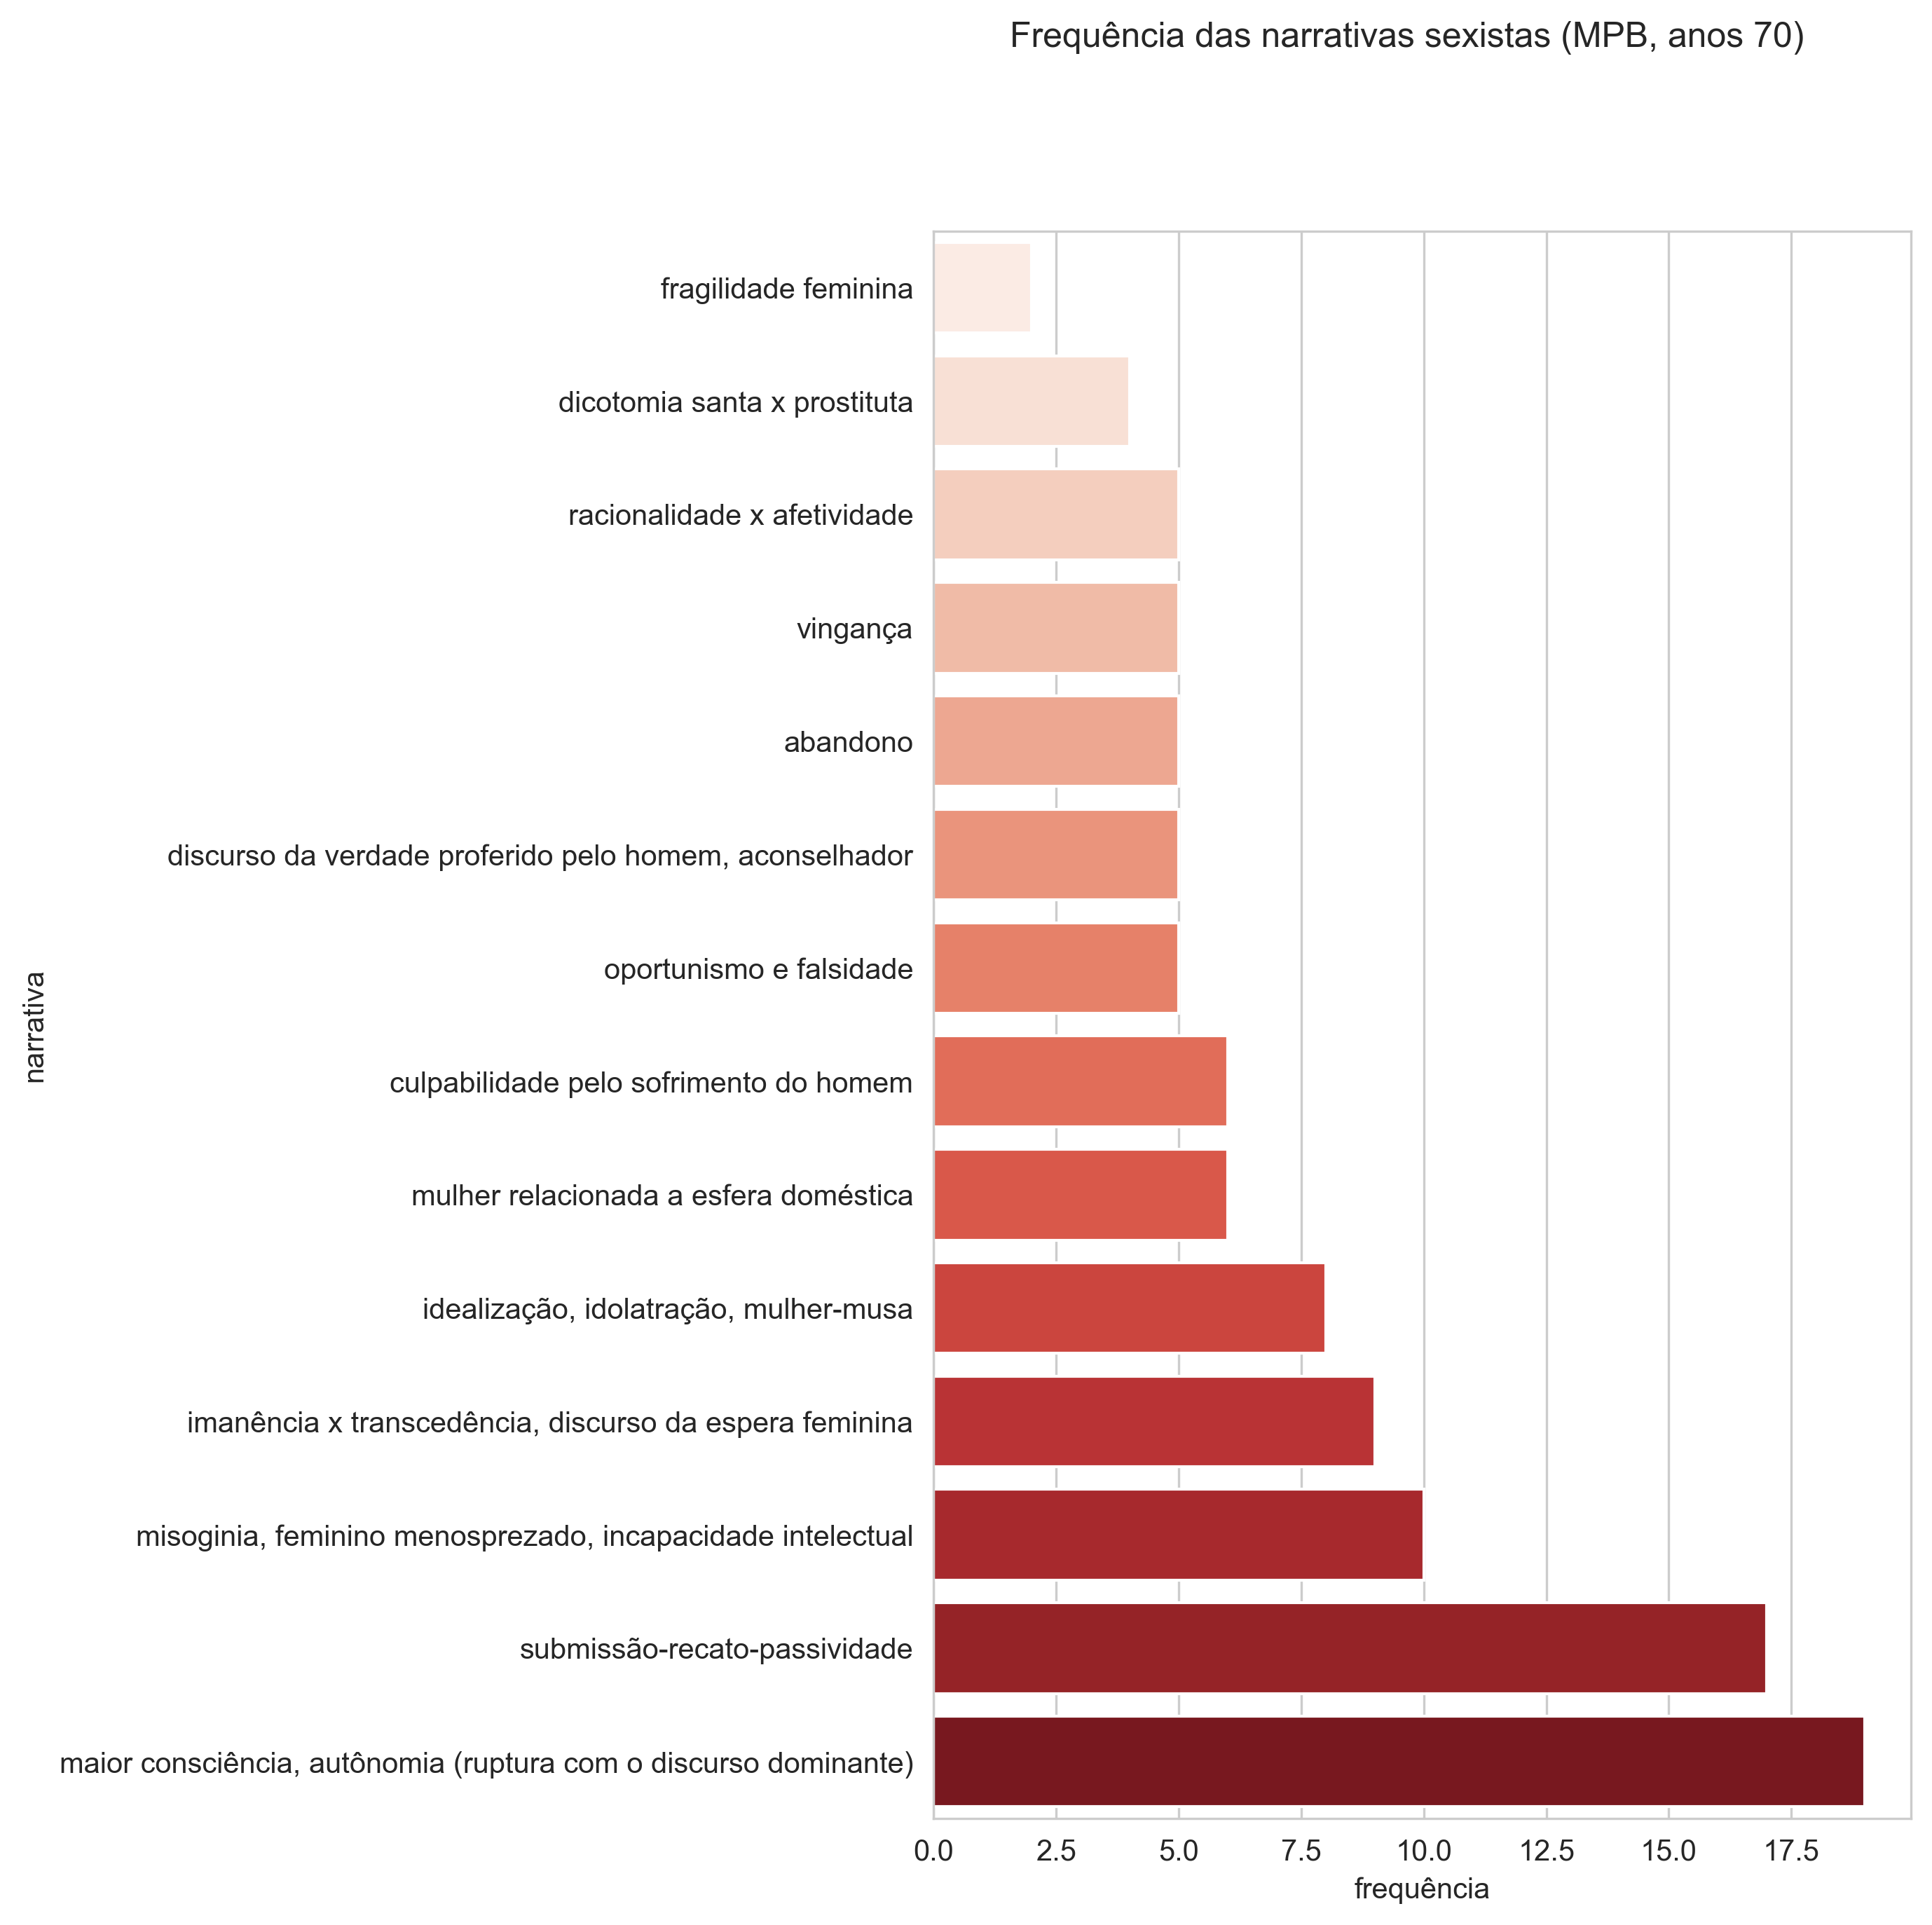 Frequência das narrativas sexistas (MPB, anos 70)
fragilidade feminina
dicotomia santa x prostituta
racionalidade x afetividade
vingança
abandono
discurso da verdade proferido pelo homem, aconselhador
oportunismo e falsidade
culpabilidade pelo sofrimento do homem
mulher relacionada a esfera doméstica
idealização, idolatração, mulher-musa
imanência x transcedência, discurso da espera feminina
misoginia, feminino menosprezado, incapacidade intelectual
submissão-recato-passividade
maior consciência, autônomia (ruptura com o discurso dominante)
narrativa
0.0 2.5 5.0 7.5 10.0 12.5 15.0 17.5
frequência